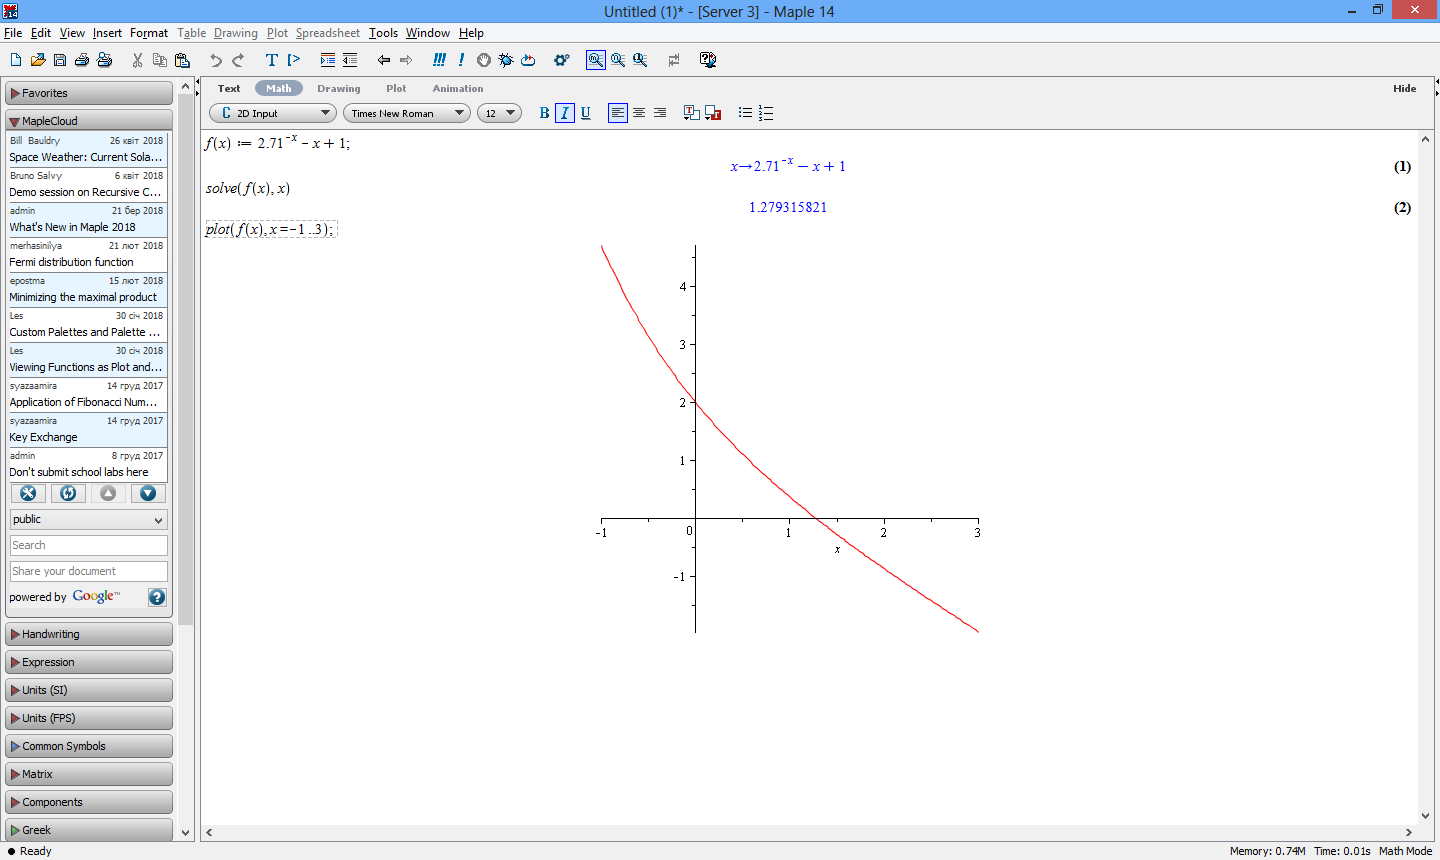 Untitled (1)* - [Server 3] - Maple 14
File Edit View Insert Format Table Drawing Plot Spreadsheet Tools Window Help
Favorites
MapleCloud
Bill Bauldry 26 квіт 2018
Space Weather: Current Sola...
Bruno Salvy 6 квіт 2018
Demo session on Recursive C...
admin 21 бер 2018
What's New in Maple 2018
merhasinilya 21 лют 2018
Fermi distribution function
epostma 15 лют 2018
Minimizing the maximal product
Les 30 січ 2018
Custom Palettes and Palette ...
Les 30 січ 2018
Viewing Functions as Plot and...
syazaamira 14 груд 2017
Application of Fibonacci Num...
syazaamira 14 груд 2017
Key Exchange
admin 8 груд 2017
Don't submit school labs here
public
Search
Share your document
powered by Google™
Handwriting
Expression
Units (SI)
Units (FPS)
Common Symbols
Matrix
Components
Greek
Text Math Drawing Plot Animation Hide
C 2D Input Times New Roman 12 B I U
f(x) := 2.71^-x − x + 1;
x→2.71^-x − x + 1 (1)
solve(f(x), x)
1.279315821 (2)
plot(f(x), x=−1 ..3);
4
3
2
1
-1 0 1 2 3
x
-1
Ready Memory: 0.74M Time: 0.01s Math Mode